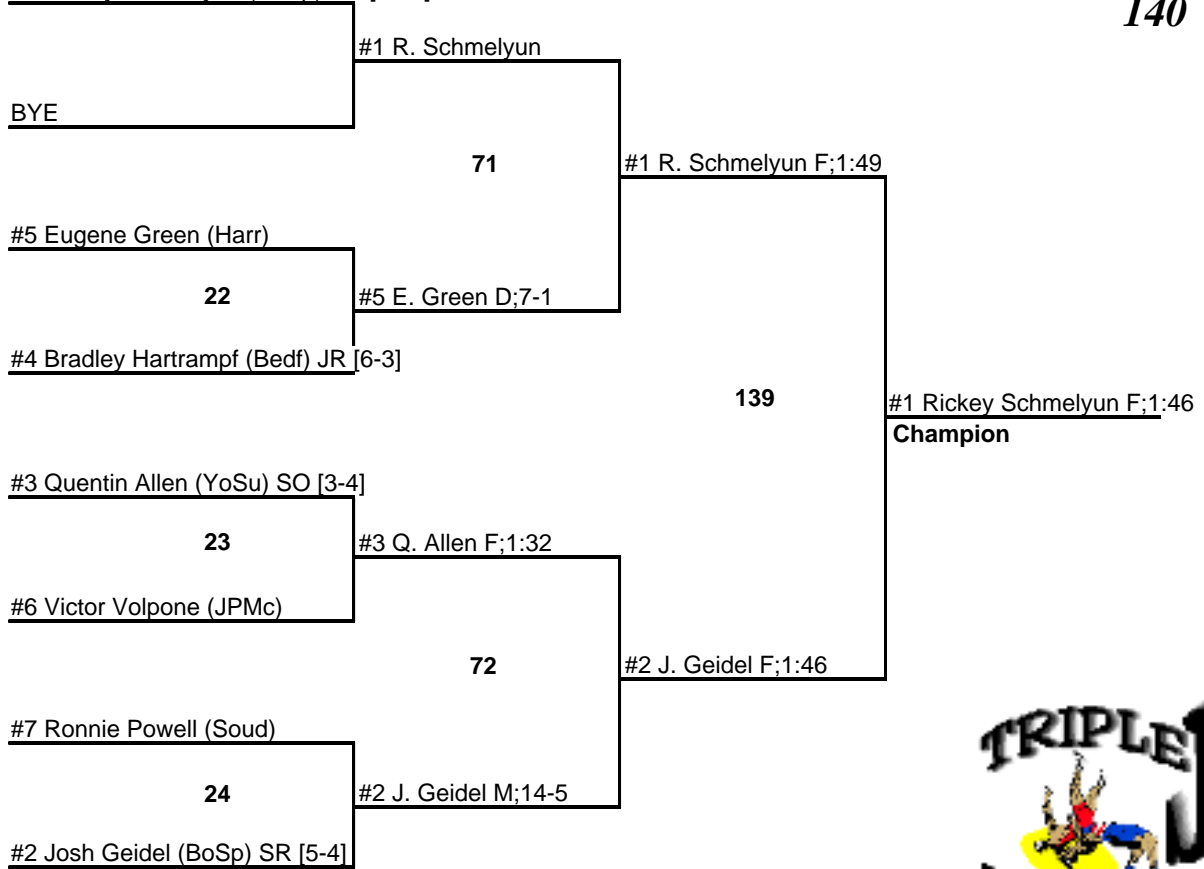 140
#1 R. Schmelyun
BYE
71
#1 R. Schmelyun F;1:49
#5 Eugene Green (Harr)
22
#5 E. Green D;7-1
#4 Bradley Hartrampf (Bedf) JR [6-3]
139
#1 Rickey Schmelyun F;1:46
Champion
#3 Quentin Allen (YoSu) SO [3-4]
23
#3 Q. Allen F;1:32
#6 Victor Volpone (JPMc)
72
#2 J. Geidel F;1:46
#7 Ronnie Powell (Soud)
24
#2 J. Geidel M;14-5
#2 Josh Geidel (BoSp) SR [5-4]
TRIPLE